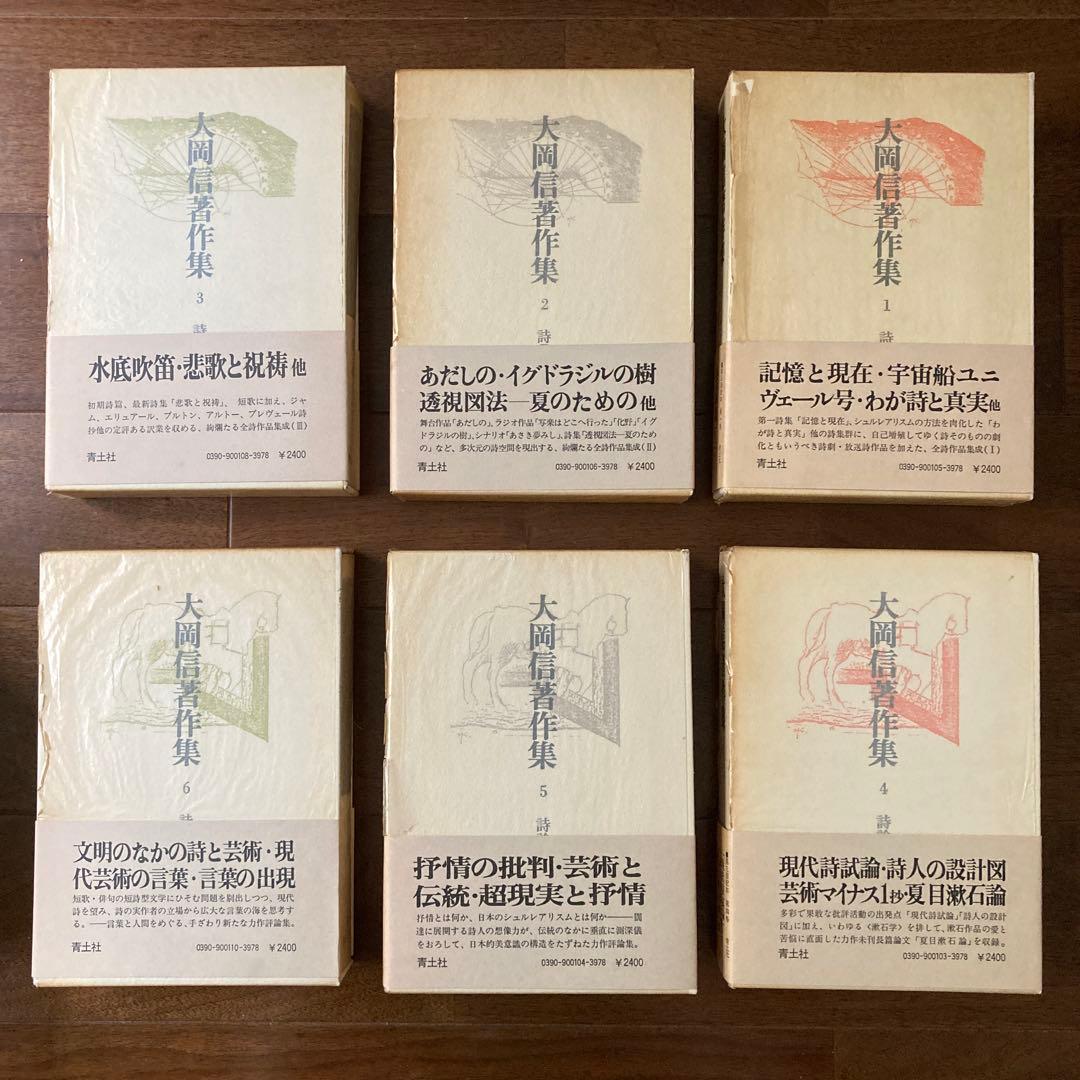 大岡信著作集
3
詩
水底吹笛・悲歌と祝祷 他
初期詩篇、最新詩集「悲歌と祝祷」、短歌に加え、ジャ
ム、エリュアール、ブルトン、アルトー、プレヴェール詩
抄他の定評ある訳業を収める、絢爛たる全詩作品集成(Ⅲ)
青土社
0390-900108-3978 ¥2400
大岡信著作集
2
詩
あだしの・イグドラジルの樹
透視図法―夏のための 他
舞台作品「あだしの」、ラジオ作品「写楽はどこへ行った」「化野」「イグ
ドラジルの樹」、シナリオ「あさき夢みし」、詩集「透視図法―夏のため
の」など、多次元の詩空間を現出する、絢爛たる全詩作品集成(Ⅱ)
青土社
0390-900106-3978 ¥2400
大岡信著作集
1
詩
記憶と現在・宇宙船ユニ
ヴェール号・わが詩と真実 他
第一詩集「記憶と現在」、シュルレアリスムの方法を肉化した「わ
が詩と真実」他の詩集群に、自己増殖してゆく詩そのものの劇
化ともいうべき詩劇・放送詩作品を加えた、全詩作品集成(Ⅰ)
青土社
0390-900105-3978 ¥2400
大岡信著作集
6
詩
文明のなかの詩と芸術・現
代芸術の言葉・言葉の出現
短歌・俳句の短詩型文学にひそむ問題を剔出しつつ、現代
詩を望み、詩の実作者の立場から広大な言葉の海を思考す
る。――言葉と人間をめぐる、手ざわり新たな力作評論集。
青土社
0390-900110-3978 ¥2400
大岡信著作集
5
詩論
抒情の批判・芸術と
伝統・超現実と抒情
抒情とは何か、日本のシュルレアリスムとは何か――闊
達に展開する詩人の想像力が、伝統のなかに垂直に測深儀
をおろして、日本的美意識の構造をたずねた力作評論集。
青土社
0390-900104-3978 ¥2400
大岡信著作集
4
詩論
現代詩試論・詩人の設計図
芸術マイナス1抄・夏目漱石論
多彩で果敢な批評活動の出発点「現代詩試論」「詩人の設計
図」に加え、いわゆる〈漱石学〉を排して、漱石作品の愛と
苦悩に直面した力作未刊長篇論文「夏目漱石論」を収録。
青土社
0390-900103-3978 ¥2400